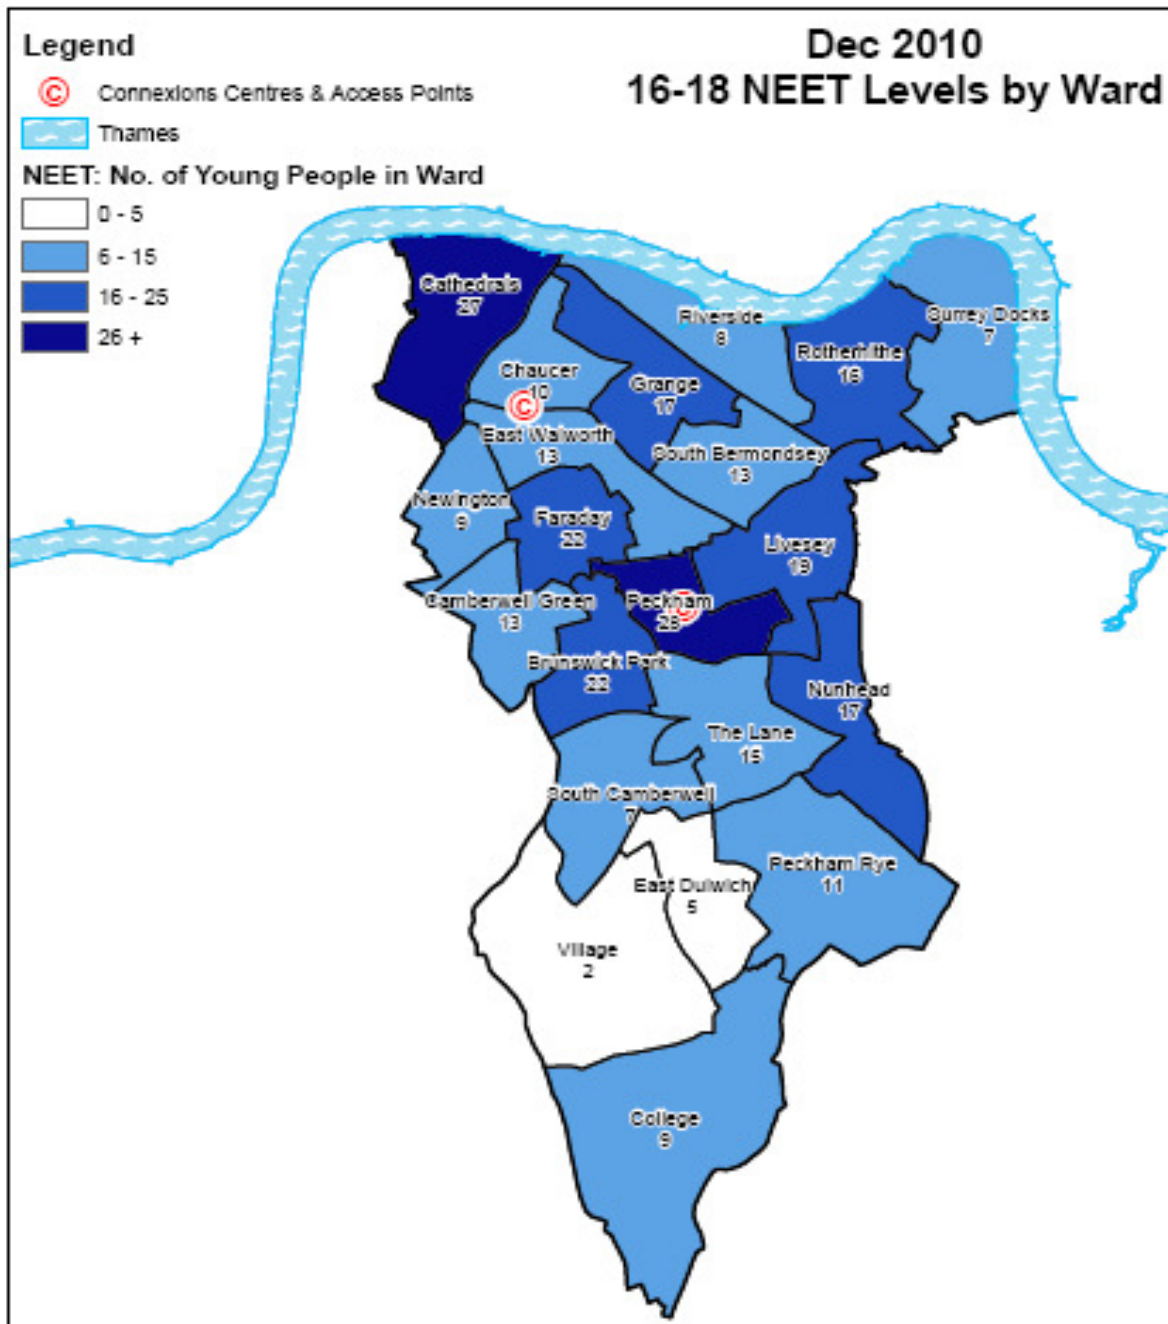 Legend
© Connexions Centres & Access Points
Thames
NEET: No. of Young People in Ward
0 - 5
6 - 15
16 - 25
26 +
Dec 2010
16-18 NEET Levels by Ward
Cathedrals
27
Riverside
8
Surrey Docks
7
Rotherhithe
Chaucer
10
©
Grange
17
East Walworth
13
South Bermondsey
13
Newington
9
Faraday
22
Livesey
19
Camberwell Green
13
Peckham
©
28
Brunswick Park
22
Nunhead
17
The Lane
15
South Camberwell
7
Peckham Rye
11
East Dulwich
5
Village
2
College
9